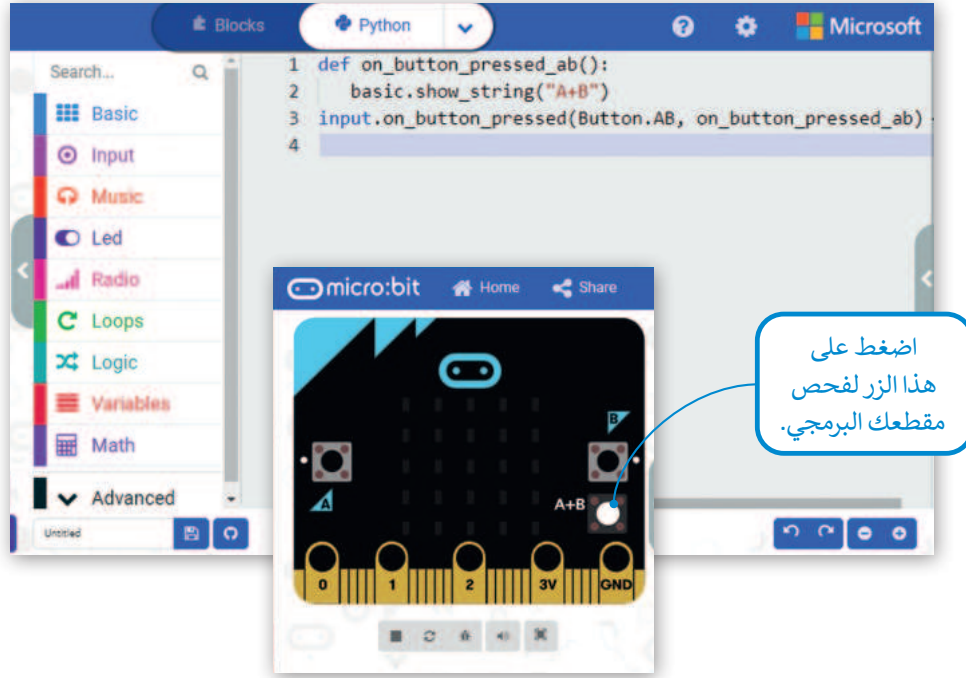 Blocks
Python
Microsoft
Search...
Basic
Input
Music
Led
Radio
Loops
Logic
Variables
Math
Advanced
Untitled
1 def on_button_pressed_ab():
2 basic.show_string("A+B")
3 input.on_button_pressed(Button.AB, on_button_pressed_ab)
4
micro:bit
Home
Share
B
A
A+B
0
1
2
3V
GND
اضغط على
هذا الزر لفحص
مقطعك البرمجي.